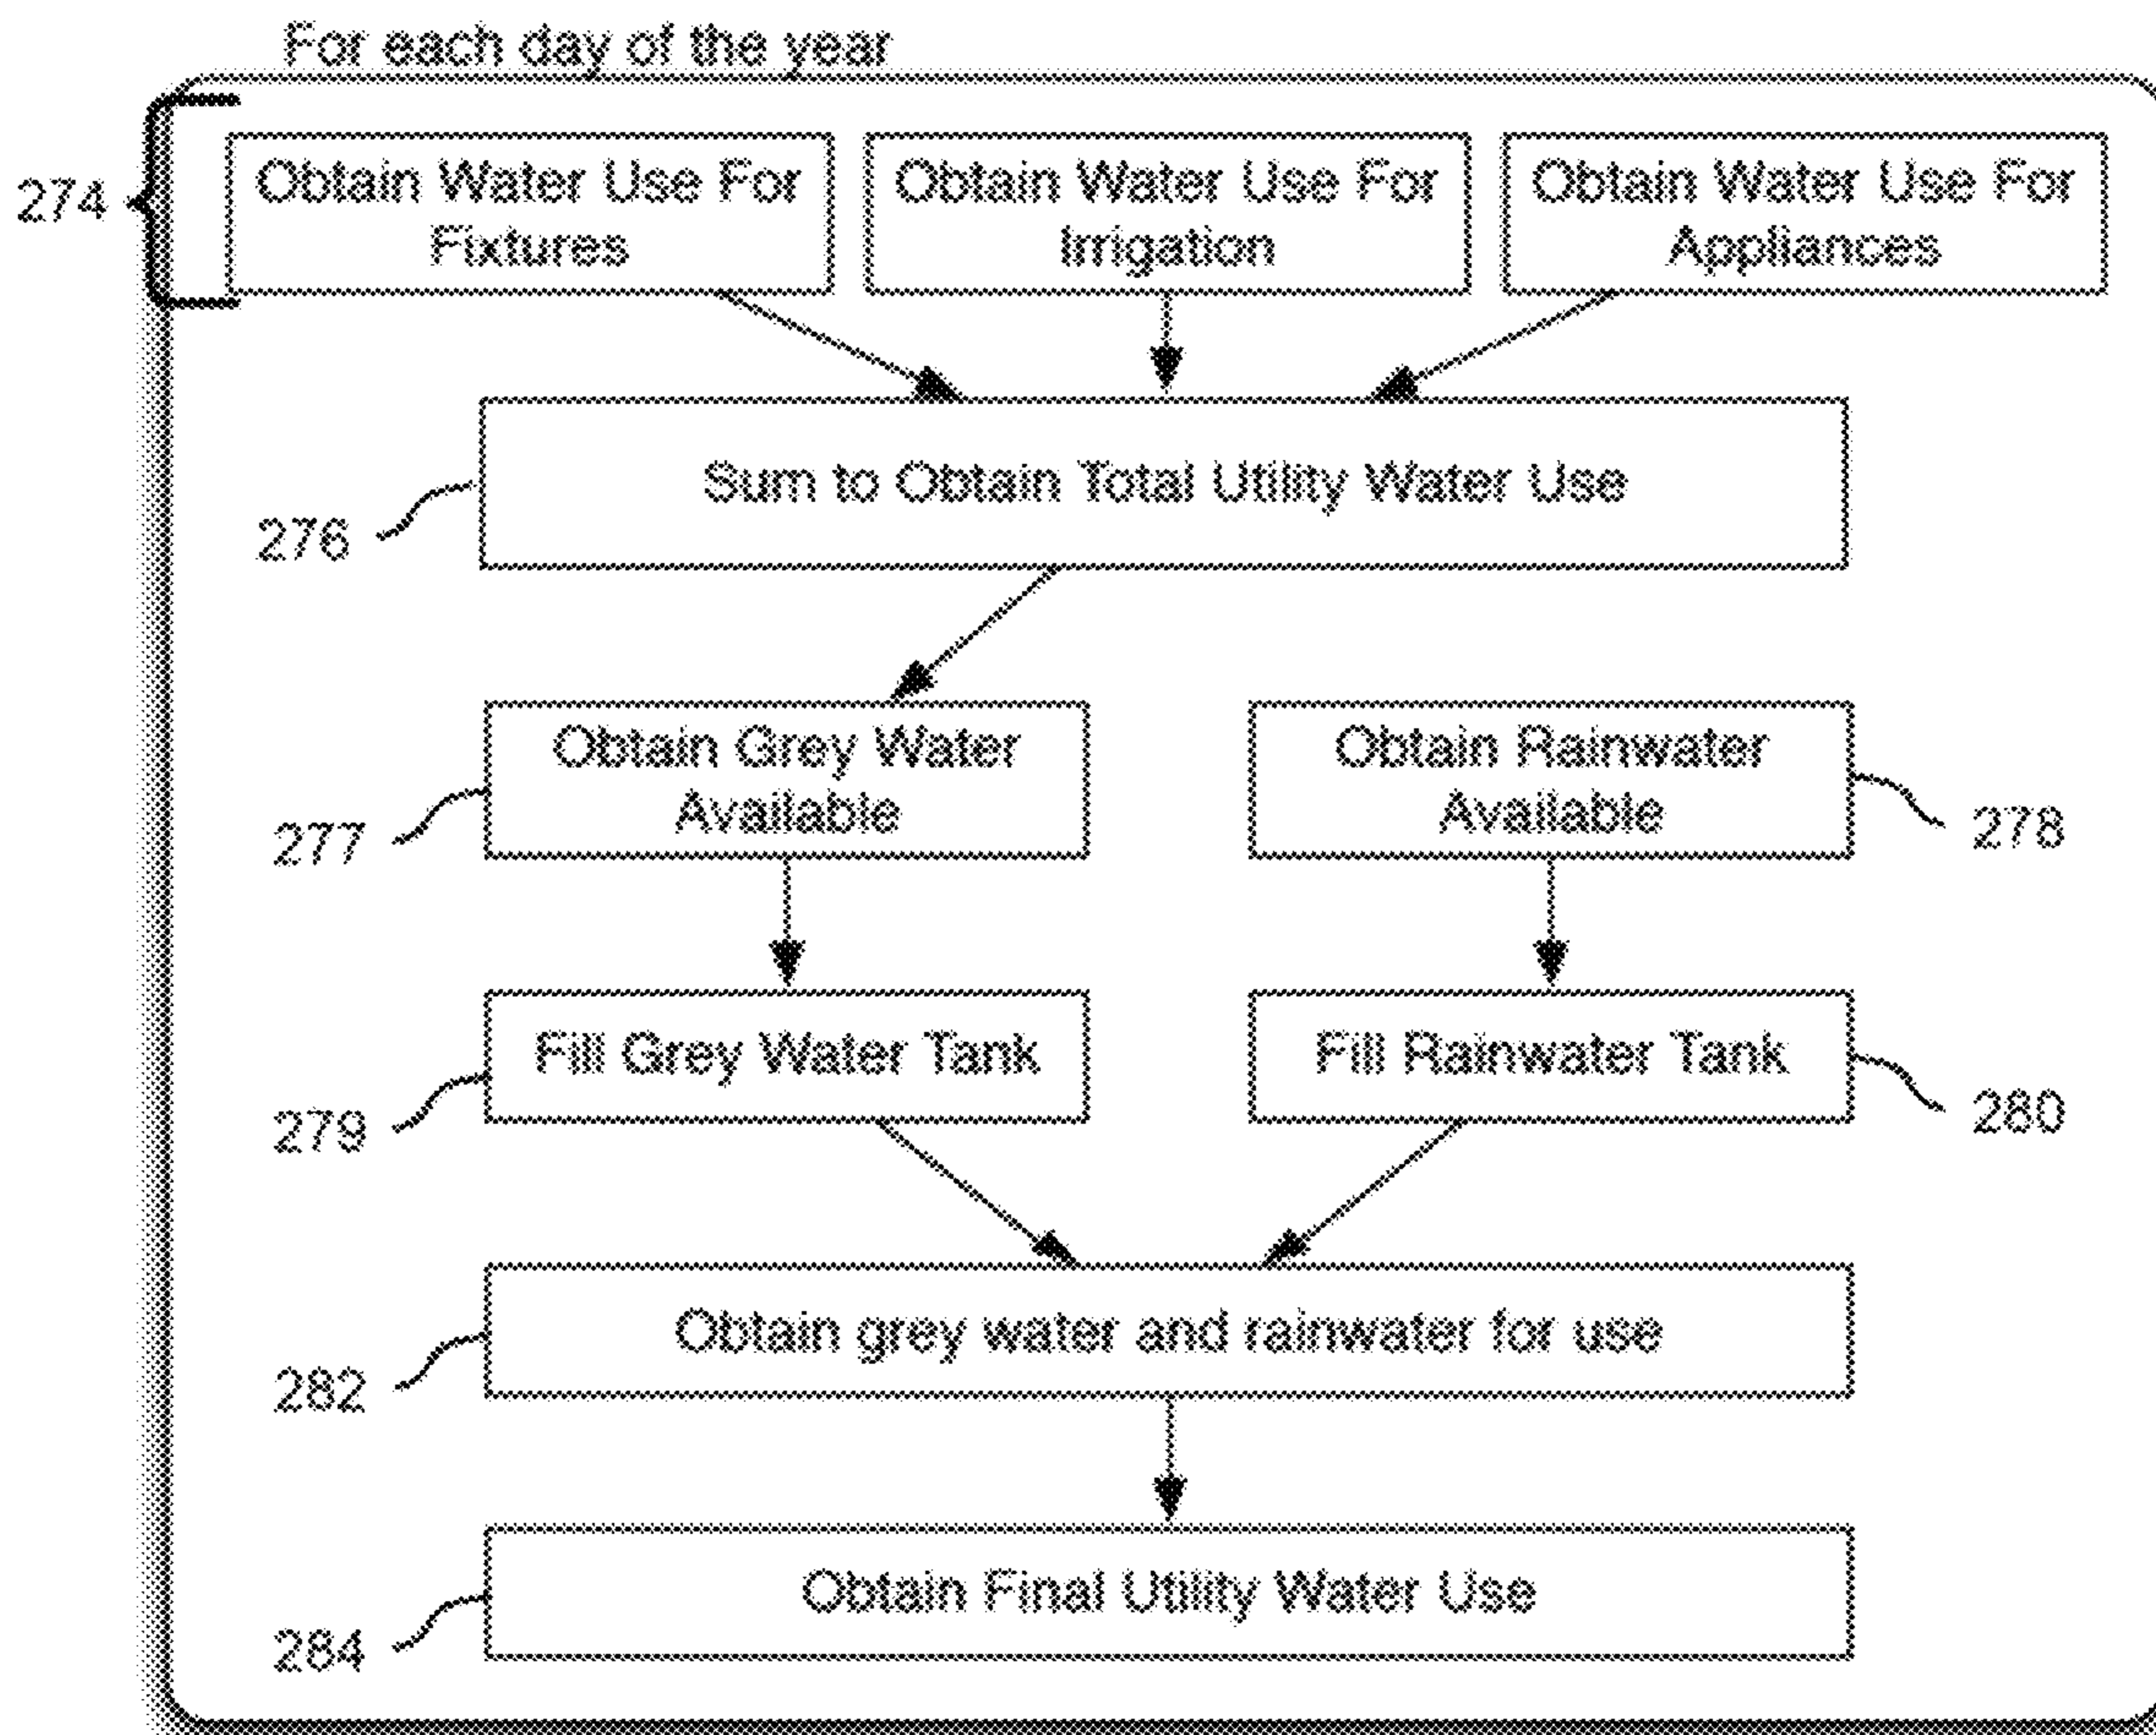 For each day of the year
274
Obtain Water Use For
Fixtures
Obtain Water Use For
Irrigation
Obtain Water Use For
Appliances
Sum to Obtain Total Utility Water Use
276
Obtain Grey Water
Available
277
Obtain Rainwater
Available
278
Fill Grey Water Tank
279
Fill Rainwater Tank
280
Obtain grey water and rainwater for use
282
Obtain Final Utility Water Use
284